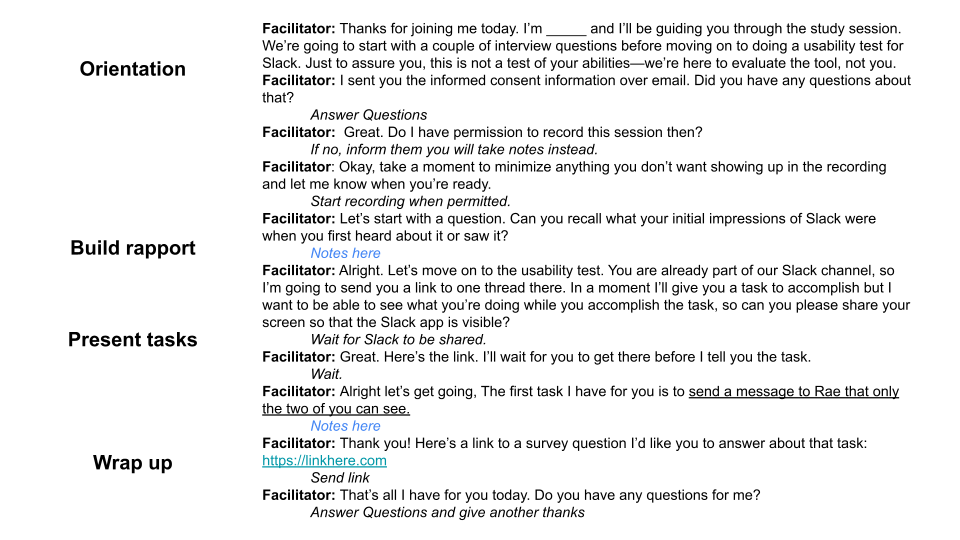 Facilitator: Thanks for joining me today. I'm _____ and I'll be guiding you through the study session.
We're going to start with a couple of interview questions before moving on to doing a usability test for
Orientation
Slack. Just to assure you, this is not a test of your abilities—we're here to evaluate the tool, not you.
Facilitator: I sent you the informed consent information over email. Did you have any questions about
that?
Answer Questions
Facilitator:  Great. Do I have permission to record this session then?
If no, inform them you will take notes instead.
Facilitator: Okay, take a moment to minimize anything you don't want showing up in the recording
and let me know when you're ready.
Start recording when permitted.
Facilitator: Let's start with a question. Can you recall what your initial impressions of Slack were
when you first heard about it or saw it?
Build rapport
Notes here
Facilitator: Alright. Let's move on to the usability test. You are already part of our Slack channel, so
I'm going to send you a link to one thread there. In a moment I'll give you a task to accomplish but I
want to be able to see what you're doing while you accomplish the task, so can you please share your
screen so that the Slack app is visible?
Present tasks
Wait for Slack to be shared.
Facilitator: Great. Here's the link. I'll wait for you to get there before I tell you the task.
Wait.
Facilitator: Alright let's get going, The first task I have for you is to send a message to Rae that only
the two of you can see.
Notes here
Facilitator: Thank you! Here's a link to a survey question I'd like you to answer about that task:
Wrap up
https://linkhere.com
Send link
Facilitator: That's all I have for you today. Do you have any questions for me?
Answer Questions and give another thanks